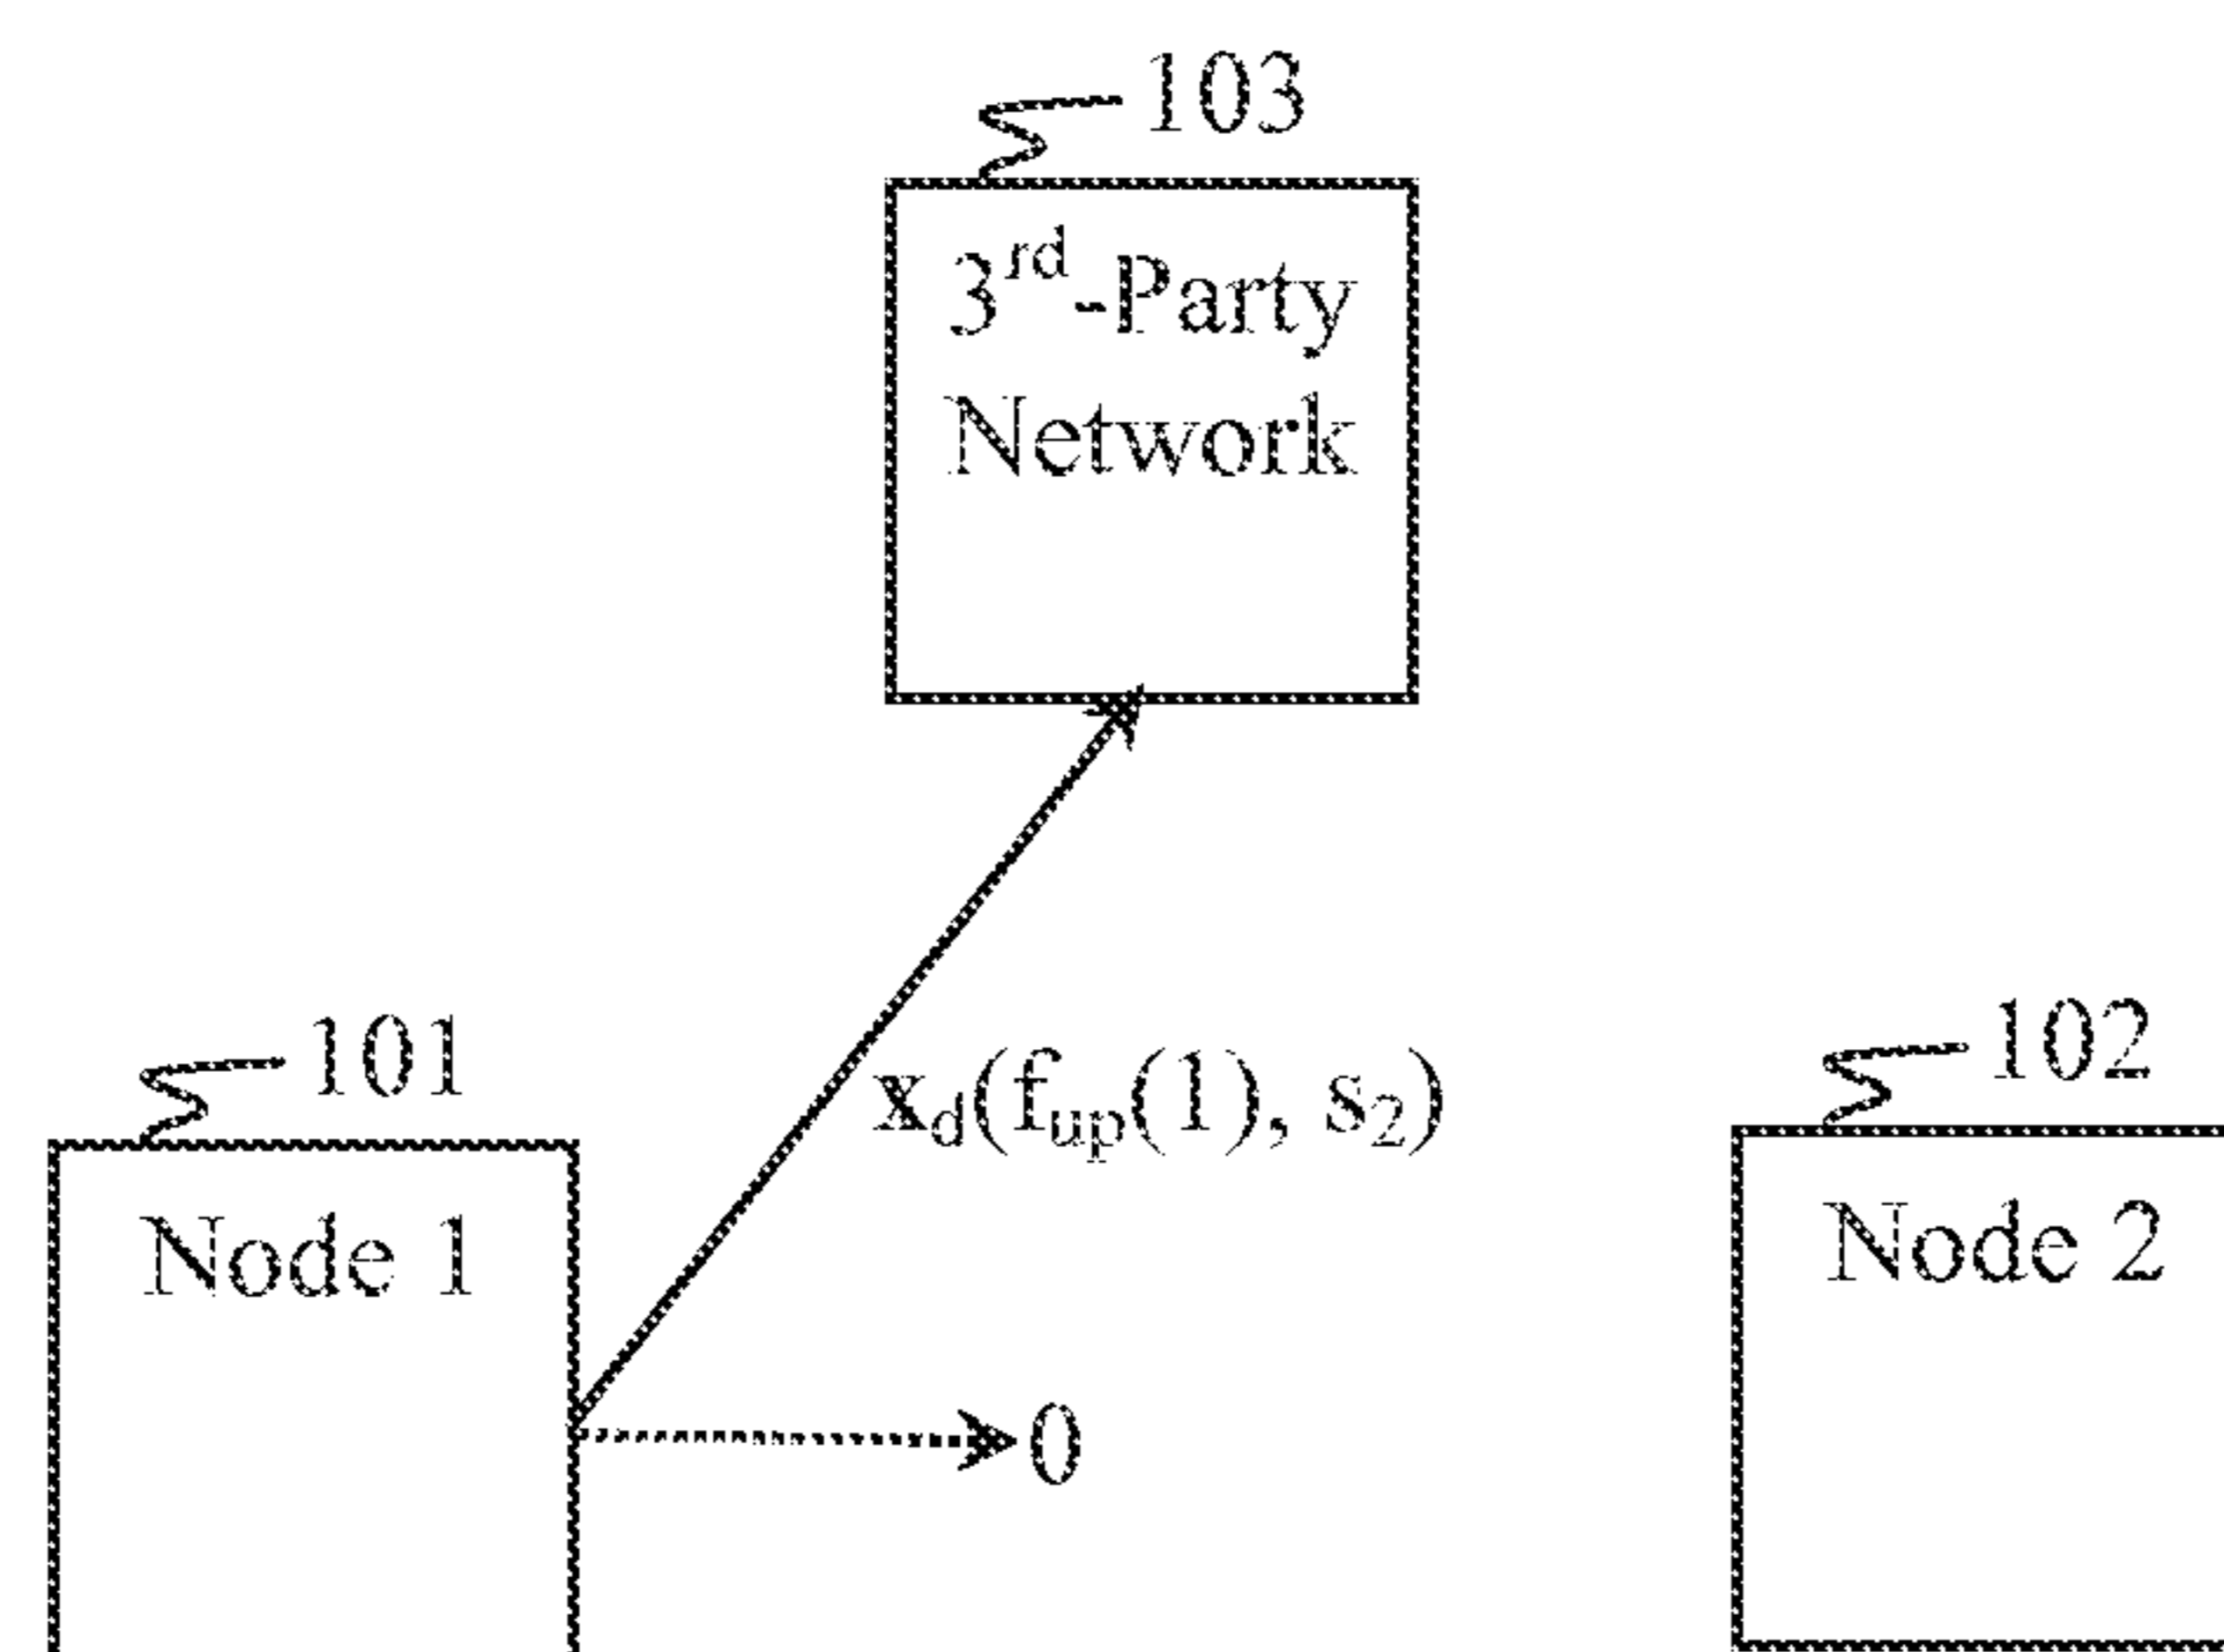 103
3rd-Party
Network
101
x_d(f_up(1), s_2)
102
Node 1
Node 2
0